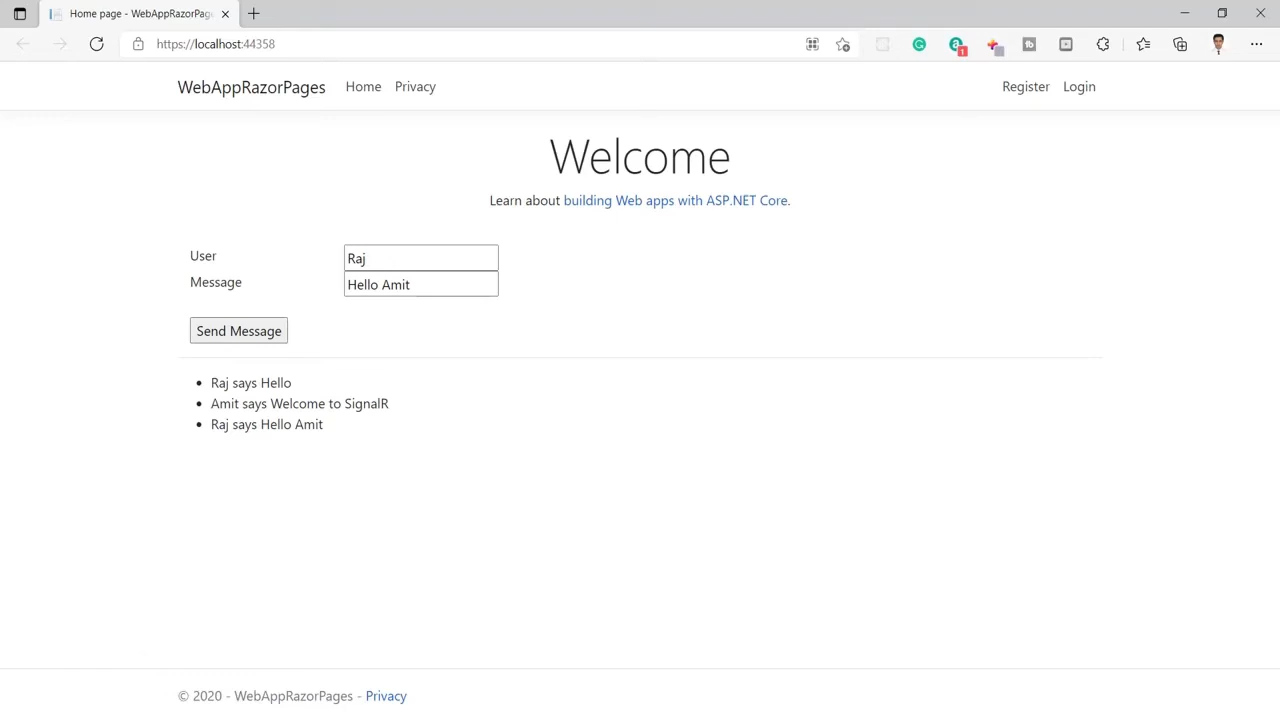 Home page - WebAppRazorPag
https://localhost:44358
1
WebAppRazorPages Home Privacy Register Login
Welcome
Learn about building Web apps with ASP.NET Core.
User Raj
Message Hello Amit
Send Message
• Raj says Hello
• Amit says Welcome to SignalR
• Raj says Hello Amit
© 2020 - WebAppRazorPages - Privacy